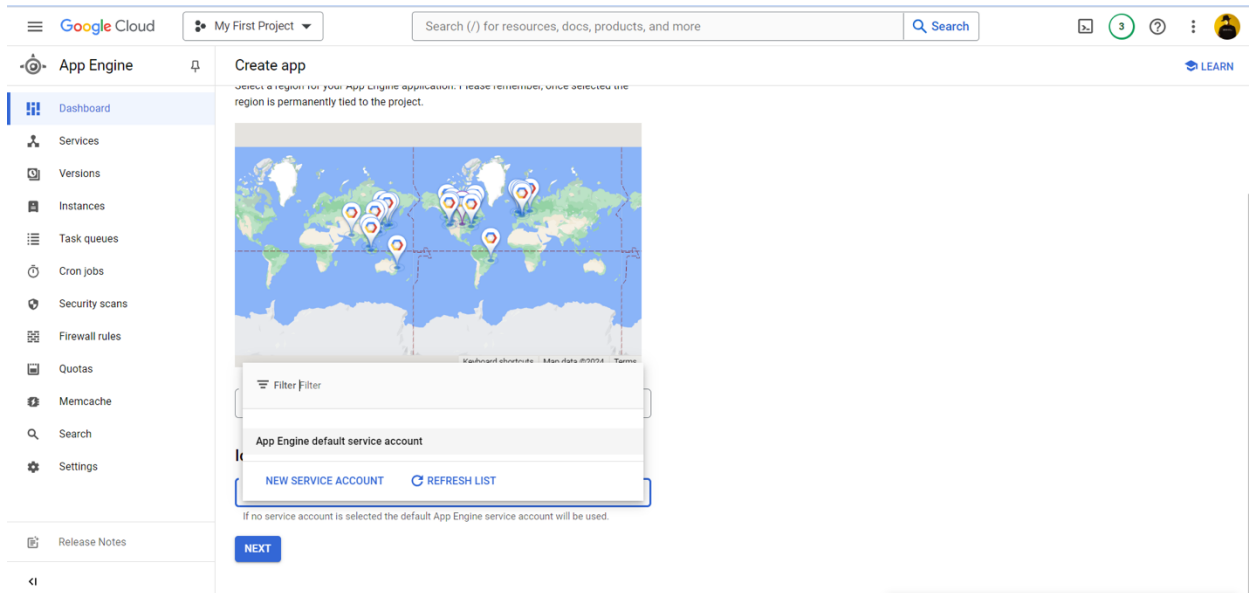 Google Cloud
My First Project
Search (/) for resources, docs, products, and more
Search
3
App Engine
Create app
LEARN
Select a region for your App Engine application. Please remember, once selected the
region is permanently tied to the project.
Dashboard
Services
Versions
Instances
Task queues
Cron jobs
Security scans
Firewall rules
Quotas
Memcache
Search
Settings
Release Notes
Keyboard shortcuts Map data ©2024 Terms
Filter Filter
App Engine default service account
NEW SERVICE ACCOUNT
REFRESH LIST
If no service account is selected the default App Engine service account will be used.
NEXT